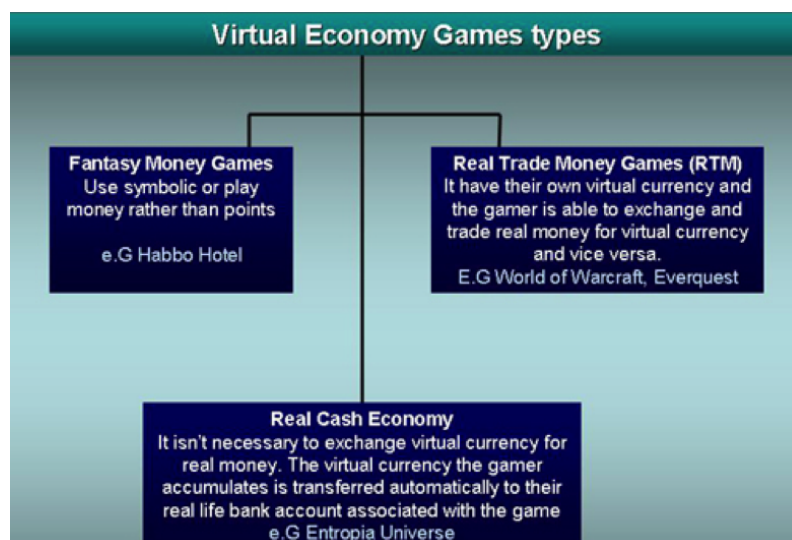 Virtual Economy Games types
Fantasy Money Games
Use symbolic or play
money rather than points
e.G Habbo Hotel
Real Trade Money Games (RTM)
It have their own virtual currency and
the gamer is able to exchange and
trade real money for virtual currency
and vice versa.
E.G World of Warcraft, Everquest
Real Cash Economy
It isn't necessary to exchange virtual currency for
real money. The virtual currency the gamer
accumulates is transferred automatically to their
real life bank account associated with the game
e.G Entropia Universe